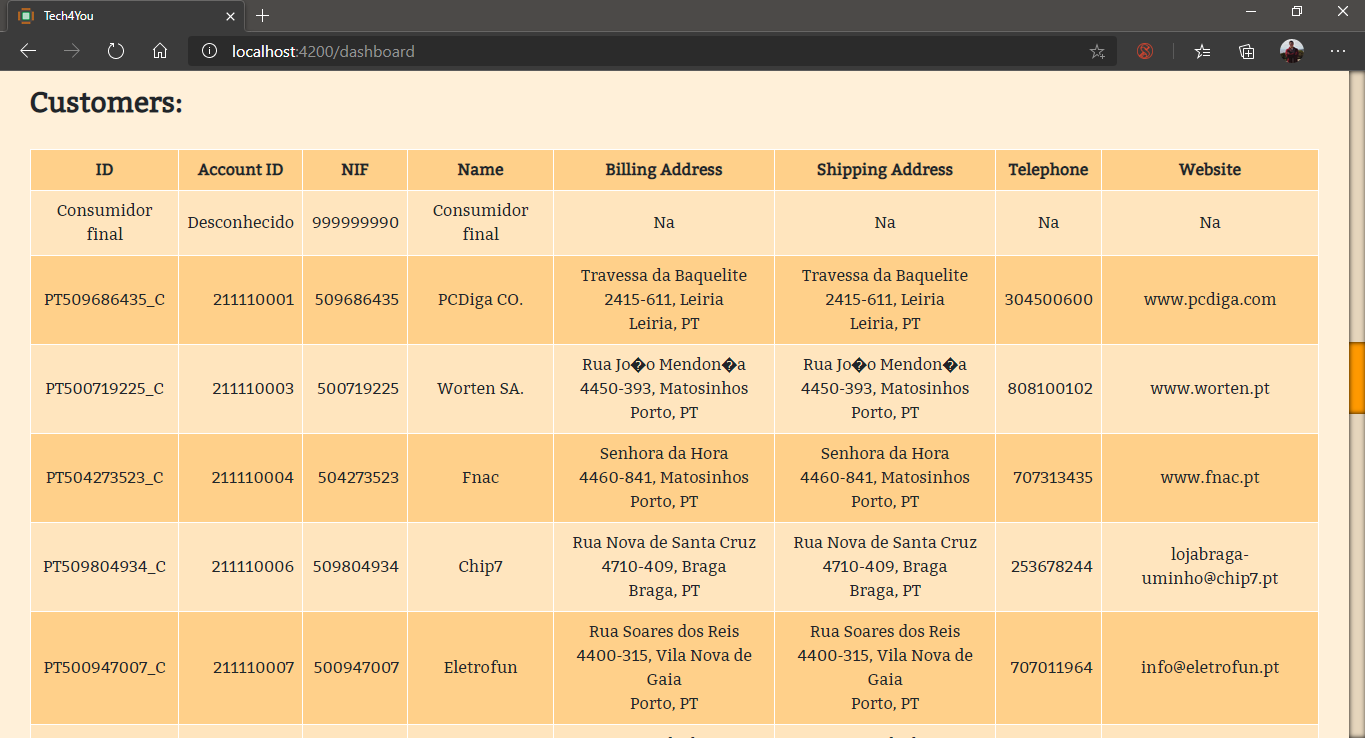 Tech4You
localhost:4200/dashboard
Customers:
ID Account ID NIF Name Billing Address Shipping Address Telephone Website
Consumidor final Desconhecido 999999990 Consumidor final Na Na Na Na
PT509686435_C 211110001 509686435 PCDiga CO. Travessa da Baquelite 2415-611, Leiria Leiria, PT Travessa da Baquelite 2415-611, Leiria Leiria, PT 304500600 www.pcdiga.com
PT500719225_C 211110003 500719225 Worten SA. Rua Jo�o Mendon�a 4450-393, Matosinhos Porto, PT Rua Jo�o Mendon�a 4450-393, Matosinhos Porto, PT 808100102 www.worten.pt
PT504273523_C 211110004 504273523 Fnac Senhora da Hora 4460-841, Matosinhos Porto, PT Senhora da Hora 4460-841, Matosinhos Porto, PT 707313435 www.fnac.pt
PT509804934_C 211110006 509804934 Chip7 Rua Nova de Santa Cruz 4710-409, Braga Braga, PT Rua Nova de Santa Cruz 4710-409, Braga Braga, PT 253678244 lojabraga-uminho@chip7.pt
PT500947007_C 211110007 500947007 Eletrofun Rua Soares dos Reis 4400-315, Vila Nova de Gaia Porto, PT Rua Soares dos Reis 4400-315, Vila Nova de Gaia Porto, PT 707011964 info@eletrofun.pt